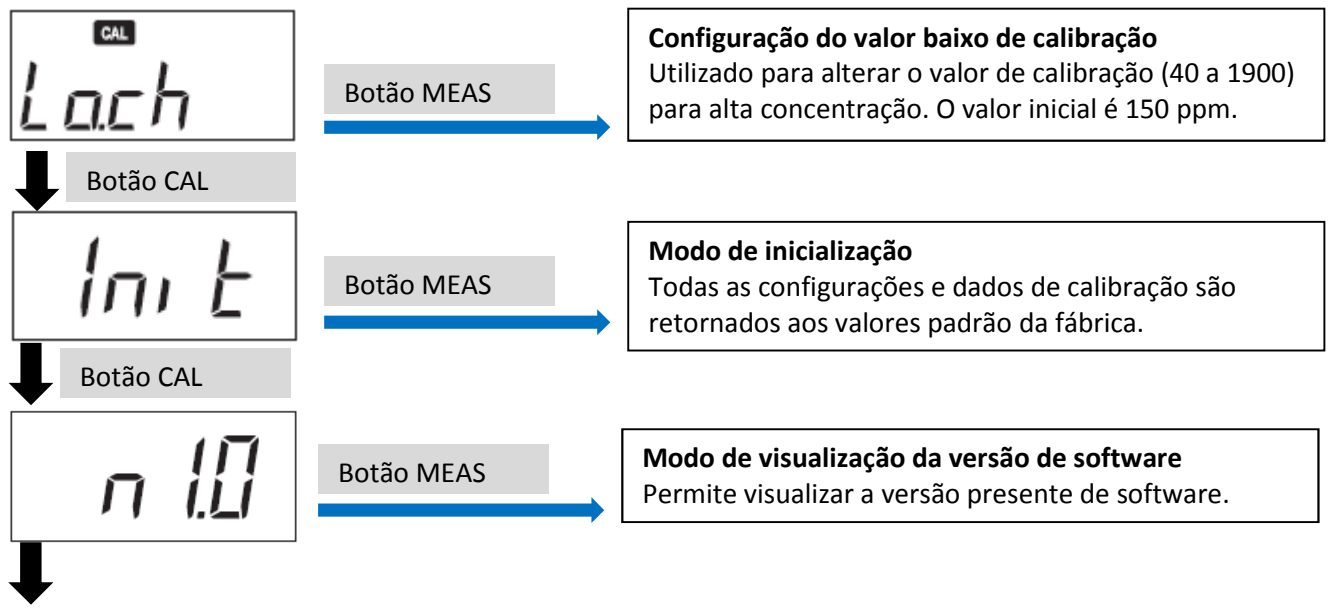 CAL
Lo.ch
Botão MEAS
Configuração do valor baixo de calibração
Utilizado para alterar o valor de calibração (40 a 1900)
para alta concentração. O valor inicial é 150 ppm.
Botão CAL
Init
Botão MEAS
Modo de inicialização
Todas as configurações e dados de calibração são
retornados aos valores padrão da fábrica.
Botão CAL
n 1.0
Botão MEAS
Modo de visualização da versão de software
Permite visualizar a versão presente de software.